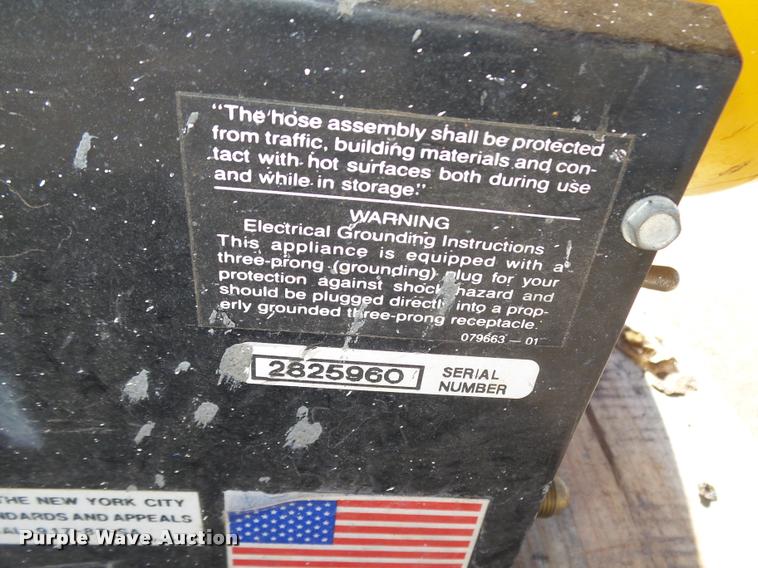 "The hose assembly shall be protected
from traffic, building materials and con-
tact with hot surfaces both during use
and while in storage."
WARNING
Electrical Grounding Instructions
This appliance is equipped with a
three-prong (grounding) plug for your
protection against shock hazard and
should be plugged directly into a prop-
erly grounded three-prong receptacle.
079663 — 01
2825960 SERIAL
NUMBER
THE NEW YORK CITY
NDARDS AND APPEALS
Purple Wave Auction